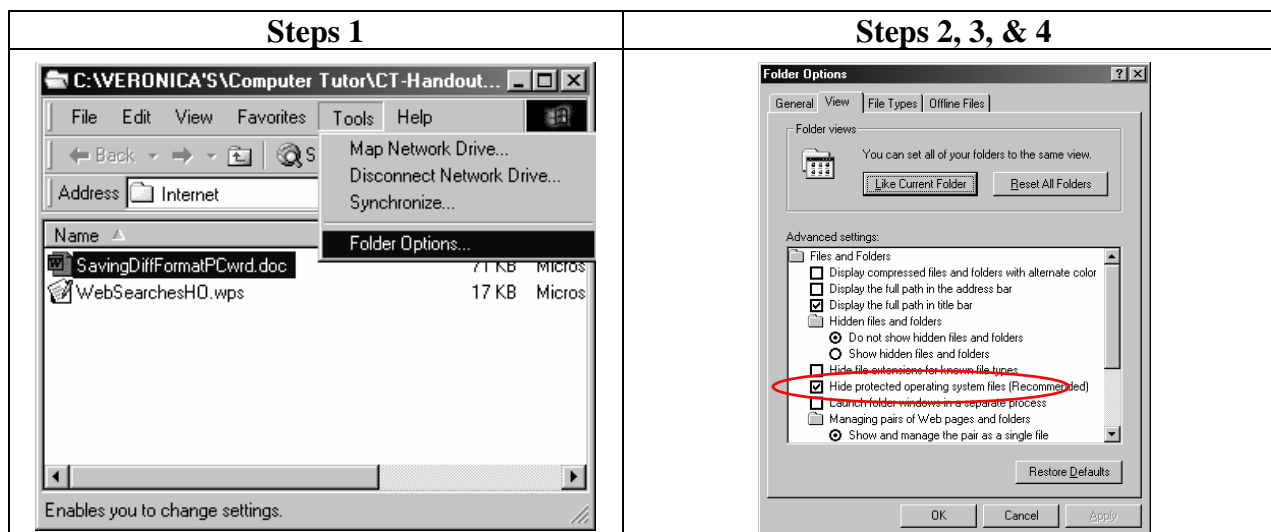 Steps 1
Steps 2, 3, & 4
C:\VERONICA'S\Computer Tutor\CT-Handout...
File Edit View Favorites Tools Help
Back S
Address Internet
Map Network Drive...
Disconnect Network Drive...
Synchronize...
Folder Options...
Name
SavingDiffFormatPCwrd.doc 71 KB Micros
WebSearchesHO.wps 17 KB Micros
Enables you to change settings.
Folder Options
General View File Types Offline Files
Folder views
You can set all of your folders to the same view.
Like Current Folder Reset All Folders
Advanced settings:
Files and Folders
Display compressed files and folders with alternate color
Display the full path in the address bar
Display the full path in title bar
Hidden files and folders
Do not show hidden files and folders
Show hidden files and folders
Hide file extensions for known file types
Hide protected operating system files (Recommended)
Launch folder windows in a separate process
Managing pairs of Web pages and folders
Show and manage the pair as a single file
Restore Defaults
OK Cancel Apply